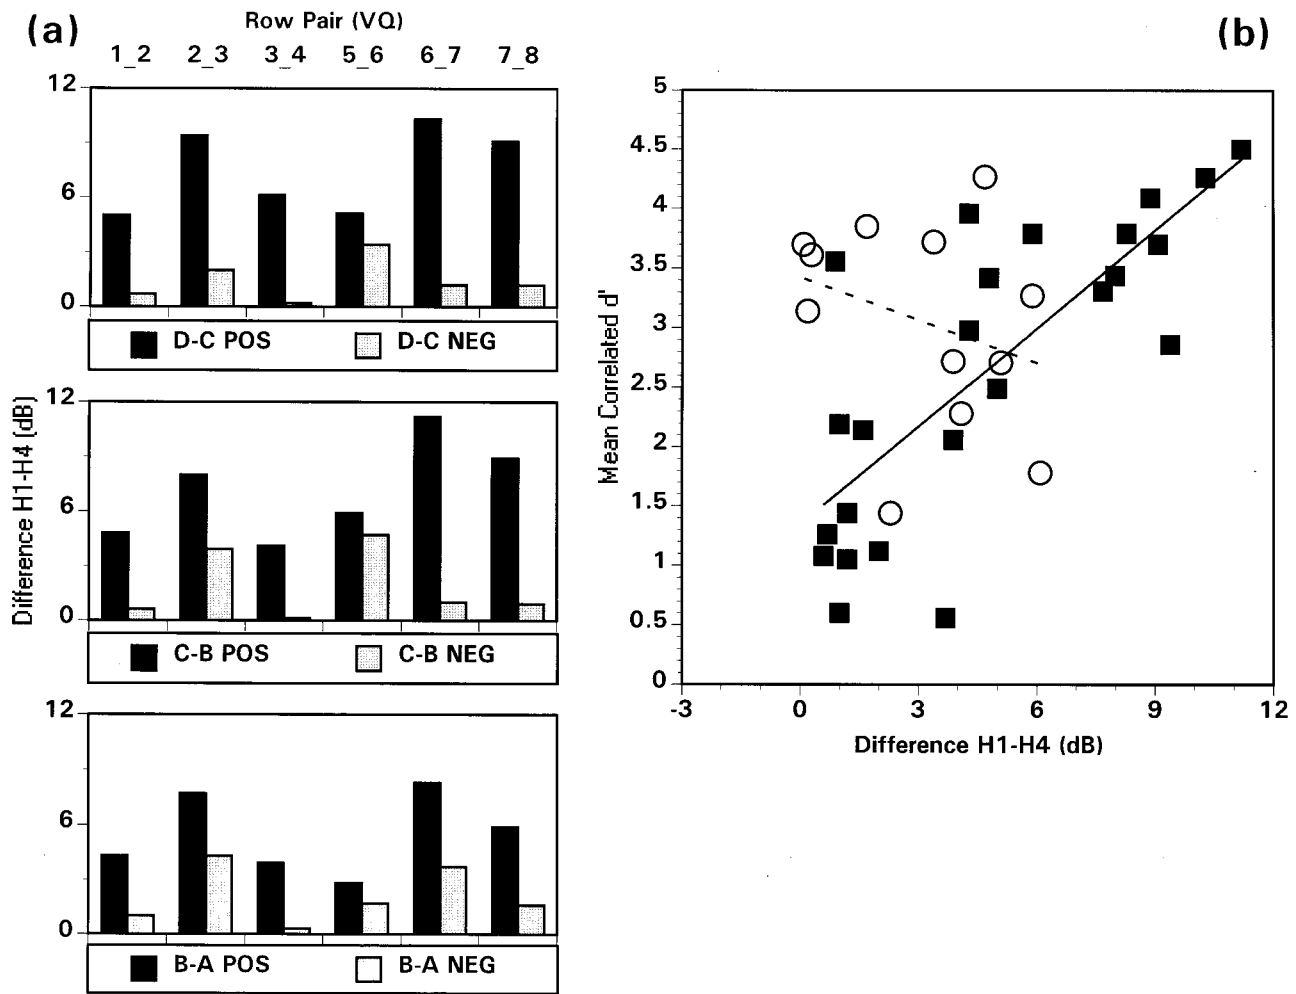 (a)
Row Pair (VQ)
1_2 2_3 3_4 5_6 6_7 7_8
12
6
0
D-C POS D-C NEG
12
6
0
C-B POS C-B NEG
12
6
0
B-A POS B-A NEG
Difference H1-H4 (dB)
(b)
5
4.5
4
3.5
3
2.5
2
1.5
1
0.5
0
-3 0 3 6 9 12
Mean Correlated d'
Difference H1-H4 (dB)